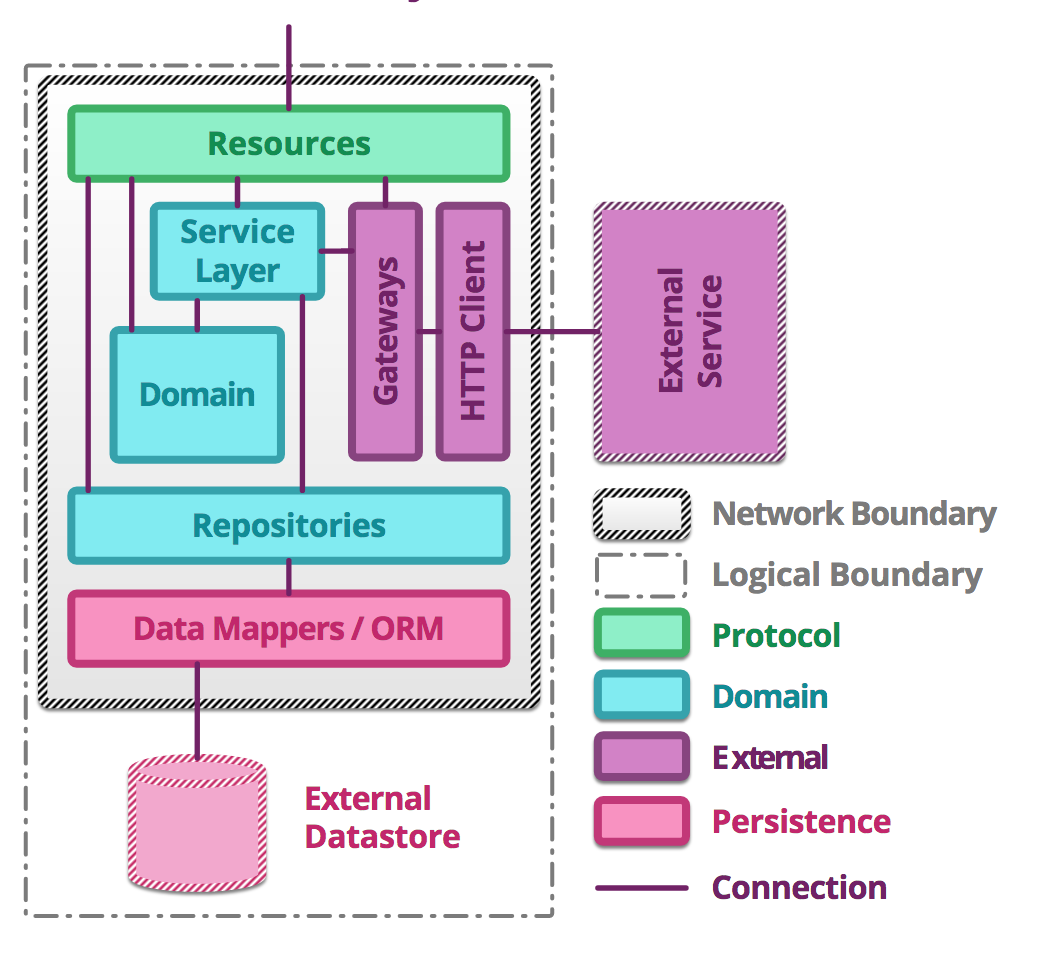 Resources
Service
Layer
Gateways
HTTP Client
External
Service
Domain
Repositories
Data Mappers / ORM
External
Datastore
Network Boundary
Logical Boundary
Protocol
Domain
External
Persistence
Connection